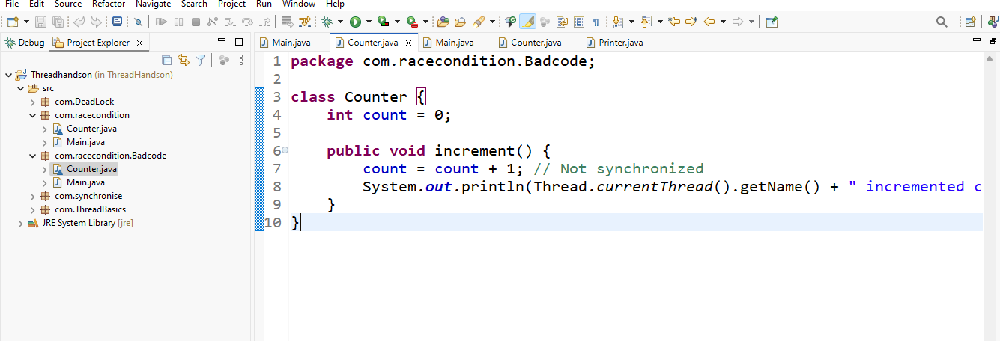 File Edit Source Refactor Navigate Search Project Run Window Help
Debug Project Explorer
Threadhandson (in ThreadHandson)
src
com.DeadLock
com.racecondition
Counter.java
Main.java
com.racecondition.Badcode
Counter.java
Main.java
com.synchronise
com.ThreadBasics
JRE System Library [jre]
Main.java Counter.java Main.java Counter.java Printer.java
1 package com.racecondition.Badcode;
2
3 class Counter {
4 int count = 0;
5
6 public void increment() {
7 count = count + 1; // Not synchronized
8 System.out.println(Thread.currentThread().getName() + " incremented c
9 }
10 }